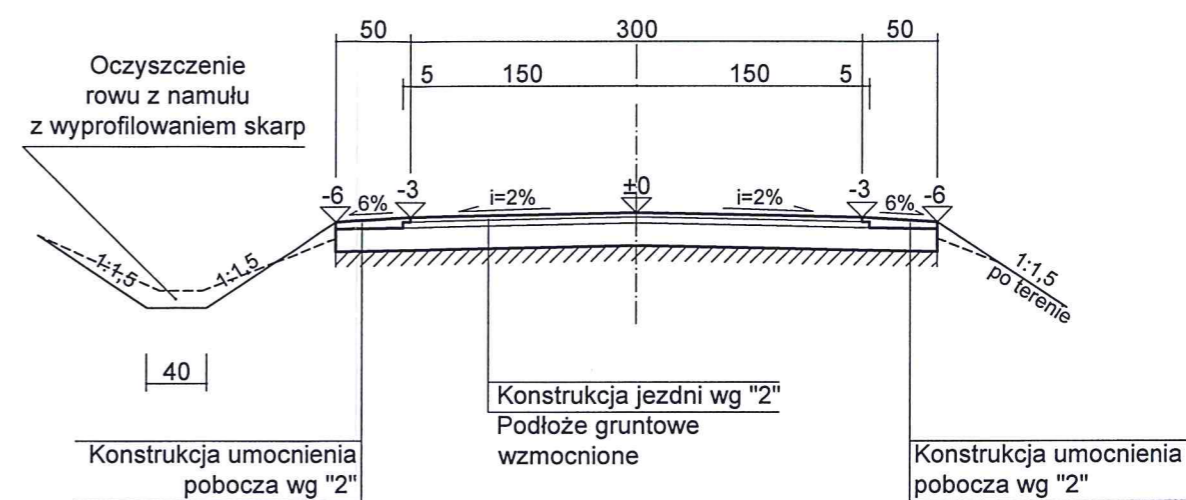 50 300 50
Oczyszczenie
rowu z namułu
z wyprofilowaniem skarp
5 150 150 5
-6 6% -3 i=2% ±0 i=2% -3 6% -6
1:1,5 1:1,5 1:1,5
po terenie
40
Konstrukcja jezdni wg "2"
Podłoże gruntowe
wzmocnione
Konstrukcja umocnienia
pobocza wg "2"
Konstrukcja umocnienia
pobocza wg "2"